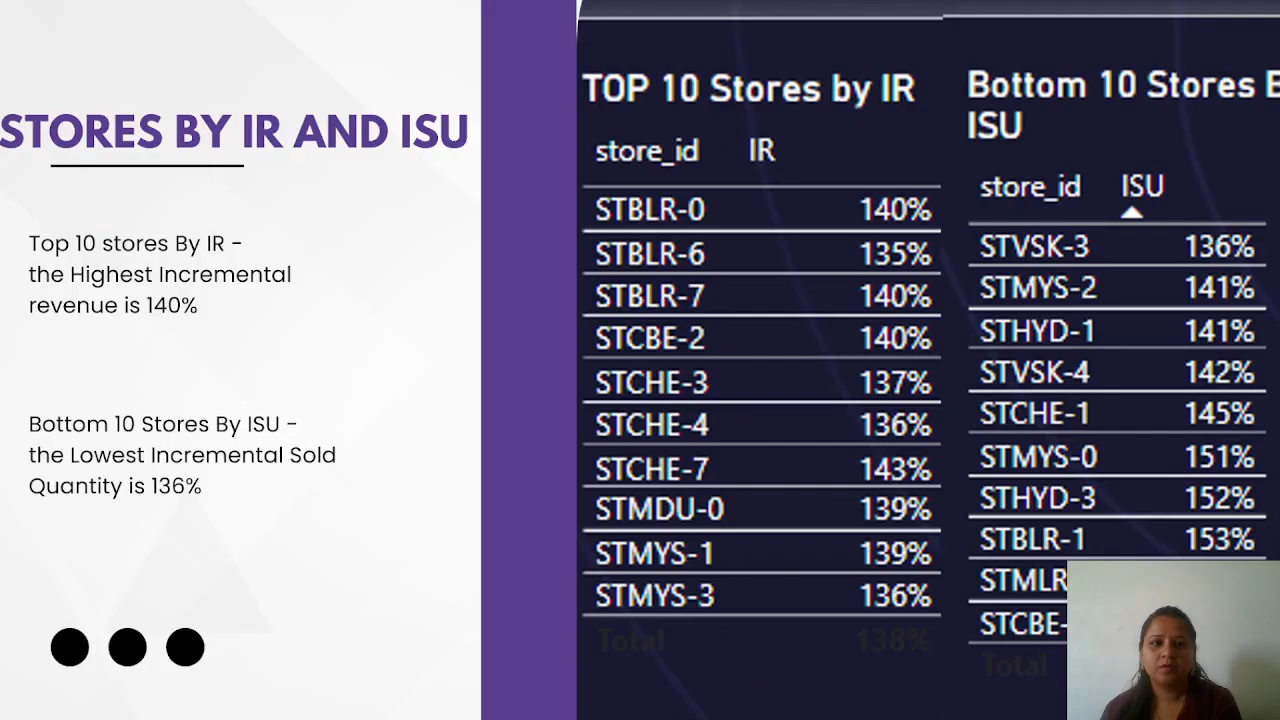 STORES BY IR AND ISU
Top 10 stores By IR -
the Highest Incremental
revenue is 140%
Bottom 10 Stores By ISU -
the Lowest Incremental Sold
Quantity is 136%
TOP 10 Stores by IR
store_id IR
STBLR-0 140%
STBLR-6 135%
STBLR-7 140%
STCBE-2 140%
STCHE-3 137%
STCHE-4 136%
STCHE-7 143%
STMDU-0 139%
STMYS-1 139%
STMYS-3 136%
Total 138%
Bottom 10 Stores
ISU
store_id ISU
STVSK-3 136%
STMYS-2 141%
STHYD-1 141%
STVSK-4 142%
STCHE-1 145%
STMYS-0 151%
STHYD-3 152%
STBLR-1 153%
STMLR
STCBE-
Total